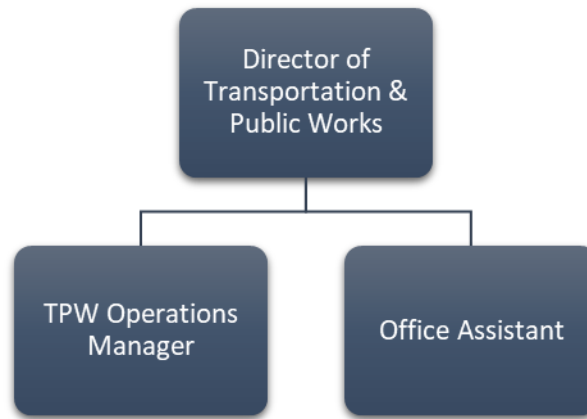 Director of
Transportation &
Public Works
TPW Operations
Manager
Office Assistant